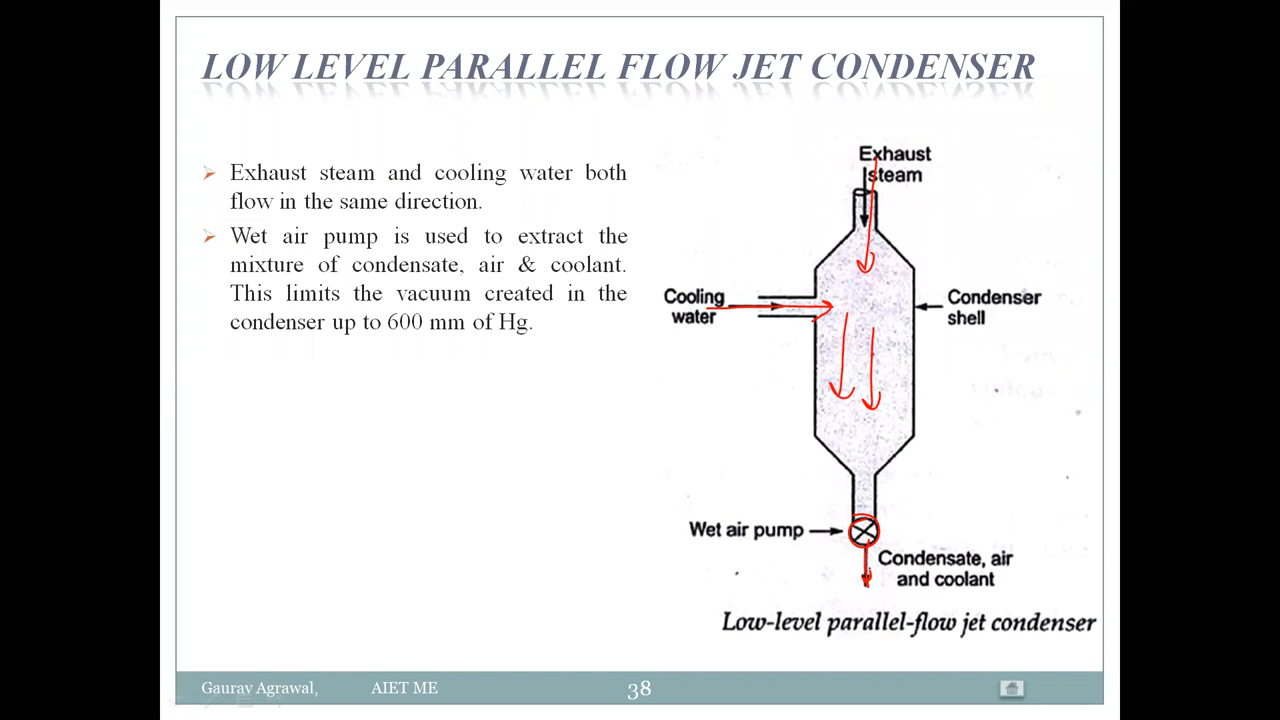 LOW LEVEL PARALLEL FLOW JET CONDENSER
Exhaust steam and cooling water both
flow in the same direction.
Wet air pump is used to extract the
mixture of condensate, air & coolant.
This limits the vacuum created in the
condenser up to 600 mm of Hg.
Exhaust
steam
Cooling
water
Condenser
shell
Wet air pump
Condensate, air
and coolant
Low-level parallel-flow jet condenser
Gaurav Agrawal, AIET ME 38